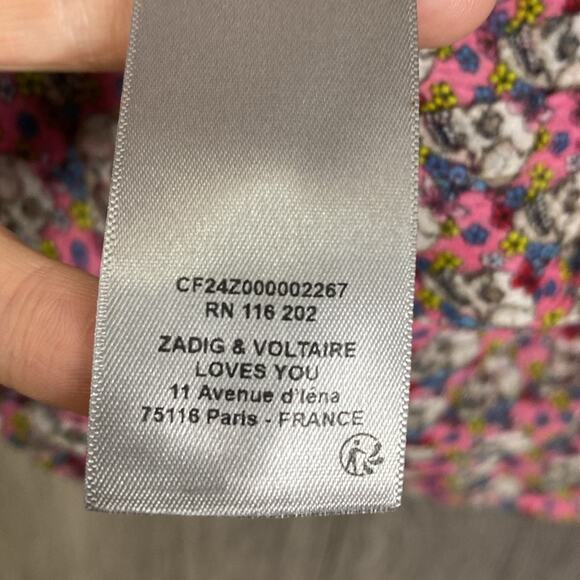 CF24Z000002267
RN 116 202
ZADIG & VOLTAIRE
LOVES YOU
11 Avenue d'Iéna
75116 Paris - FRANCE